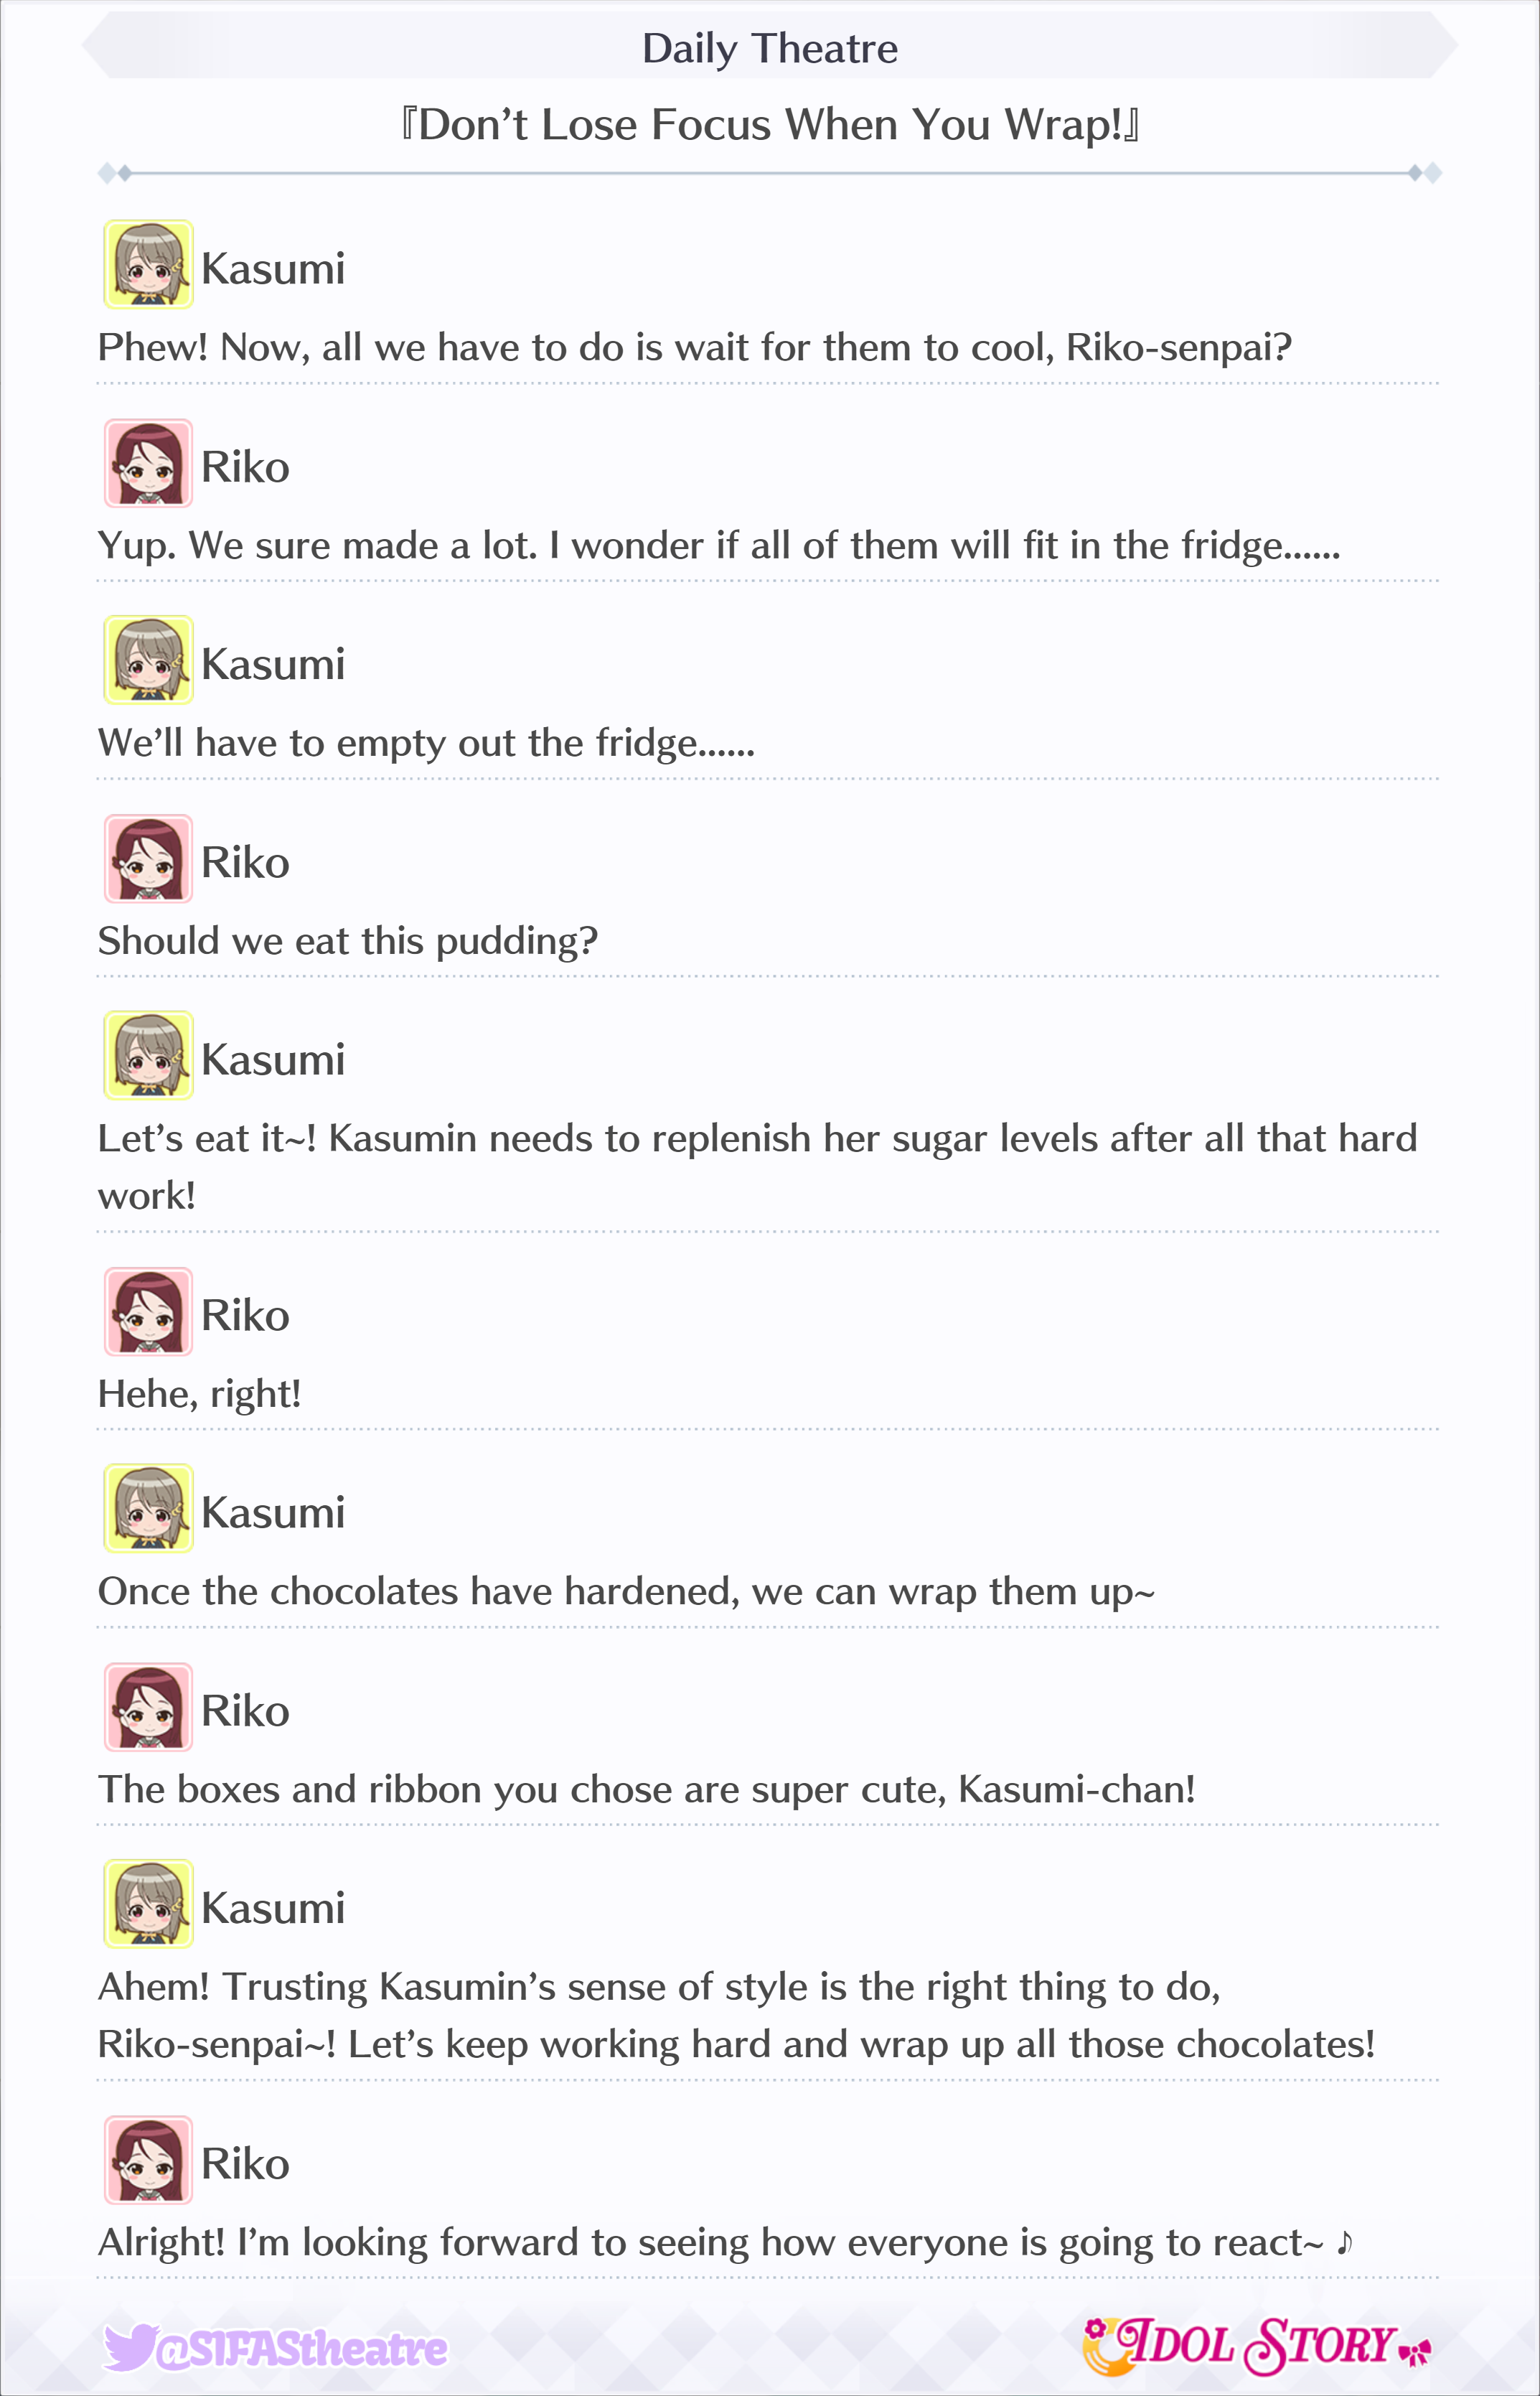 Daily Theatre
『Don’t Lose Focus When You Wrap!』
Kasumi
Phew! Now, all we have to do is wait for them to cool, Riko-senpai?
Riko
Yup. We sure made a lot. I wonder if all of them will fit in the fridge......
Kasumi
We’ll have to empty out the fridge......
Riko
Should we eat this pudding?
Kasumi
Let’s eat it~! Kasumin needs to replenish her sugar levels after all that hard
work!
Riko
Hehe, right!
Kasumi
Once the chocolates have hardened, we can wrap them up~
Riko
The boxes and ribbon you chose are super cute, Kasumi-chan!
Kasumi
Ahem! Trusting Kasumin’s sense of style is the right thing to do,
Riko-senpai~! Let’s keep working hard and wrap up all those chocolates!
Riko
Alright! I’m looking forward to seeing how everyone is going to react~ ♪
@SIFAStheatre
IDOL STORY